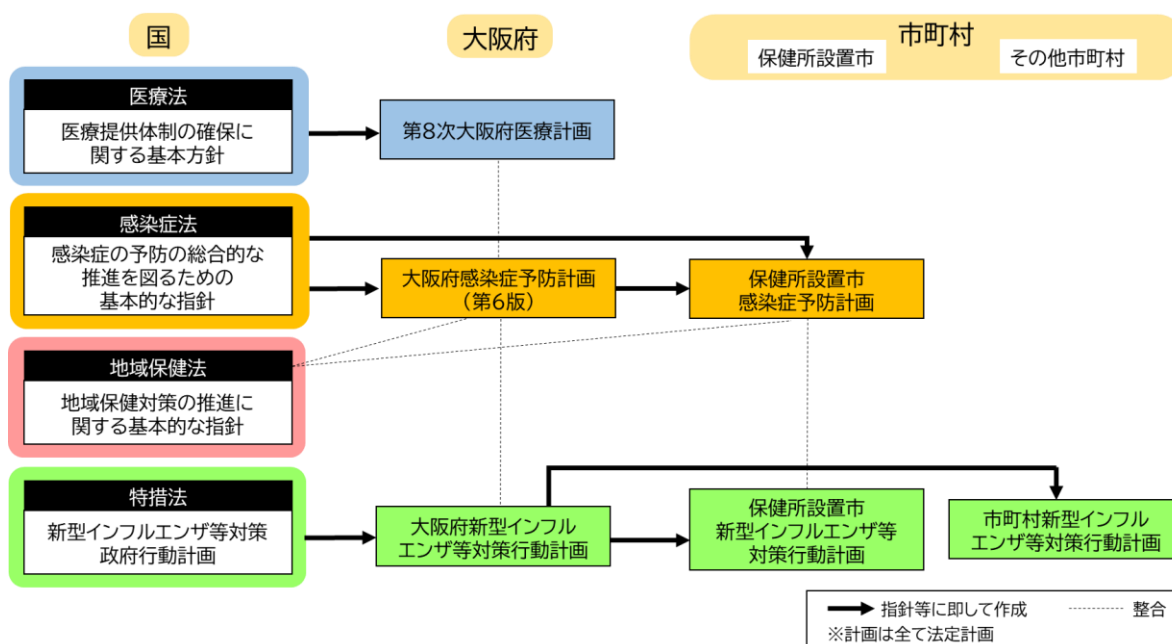 国
大阪府
市町村
保健所設置市
その他市町村
医療法
医療提供体制の確保に
関する基本方針
第8次大阪府医療計画
感染症法
感染症の予防の総合的な
推進を図るための
基本的な指針
大阪府感染症予防計画
(第6版)
保健所設置市
感染症予防計画
地域保健法
地域保健対策の推進に
関する基本的な指針
特措法
新型インフルエンザ等対策
政府行動計画
大阪府新型インフル
エンザ等対策行動計画
保健所設置市
新型インフルエンザ等
対策行動計画
市町村新型インフル
エンザ等対策行動計画
指針等に即して作成
整合
※計画は全て法定計画